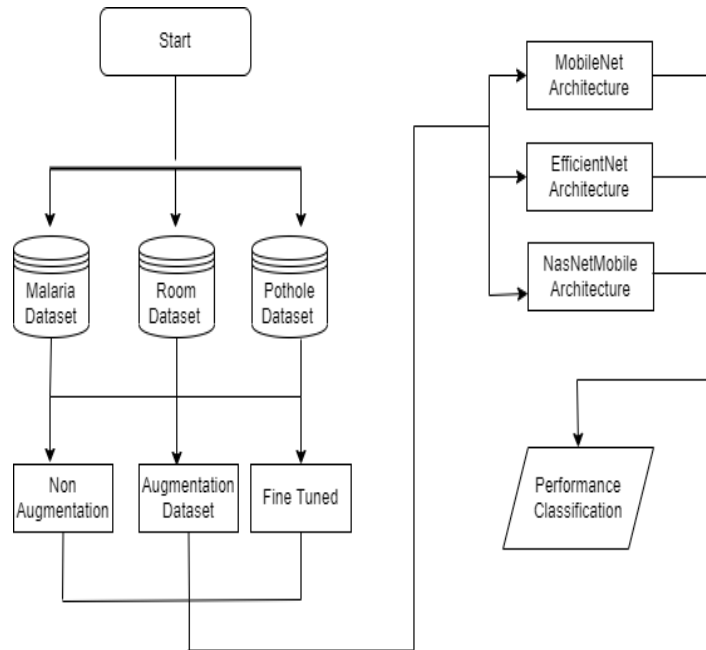 Start
Malaria
Dataset
Room
Dataset
Pothole
Dataset
Non
Augmentation
Augmentation
Dataset
Fine Tuned
MobileNet
Architecture
EfficientNet
Architecture
NasNetMobile
Architecture
Performance
Classification